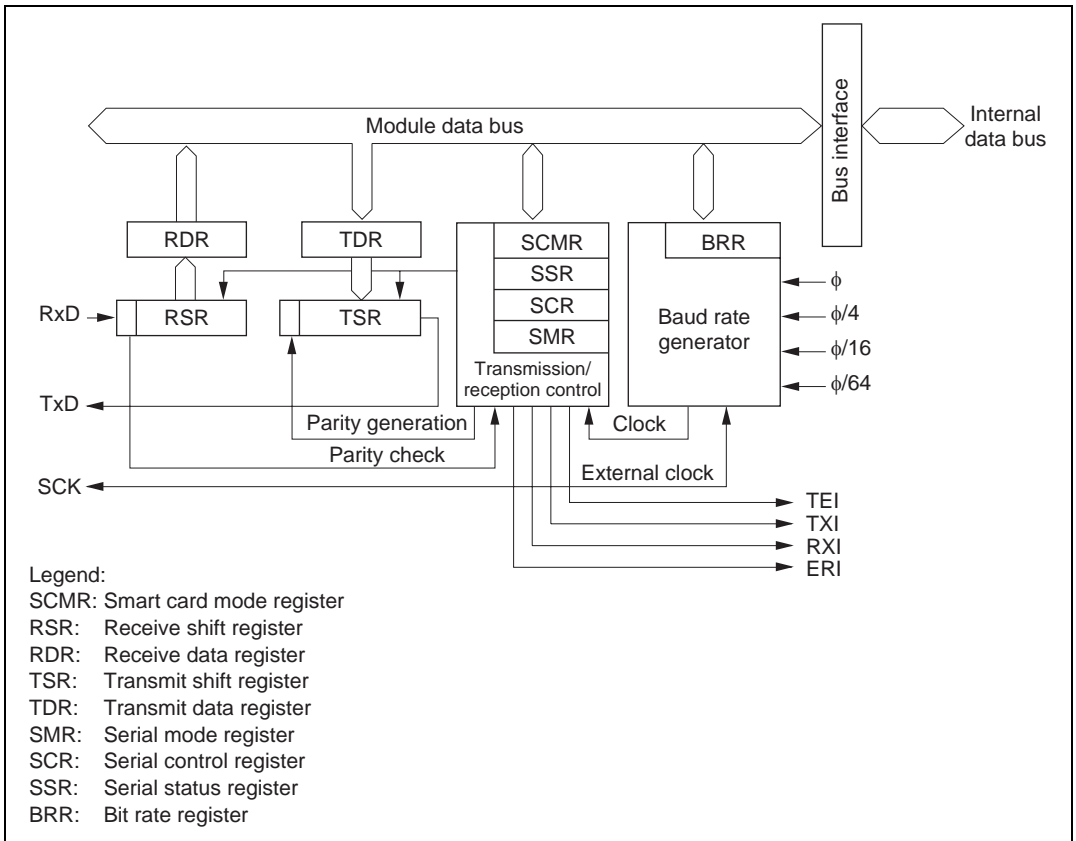 Module data bus
Bus interface
Internal
data bus
RDR
TDR
SCMR
BRR
SSR
ϕ
RxD
RSR
TSR
SCR
Baud rate
generator
ϕ/4
SMR
ϕ/16
Transmission/
reception control
ϕ/64
TxD
Parity generation
Clock
Parity check
External clock
SCK
TEI
TXI
RXI
ERI
Legend:
SCMR: Smart card mode register
RSR: Receive shift register
RDR: Receive data register
TSR: Transmit shift register
TDR: Transmit data register
SMR: Serial mode register
SCR: Serial control register
SSR: Serial status register
BRR: Bit rate register